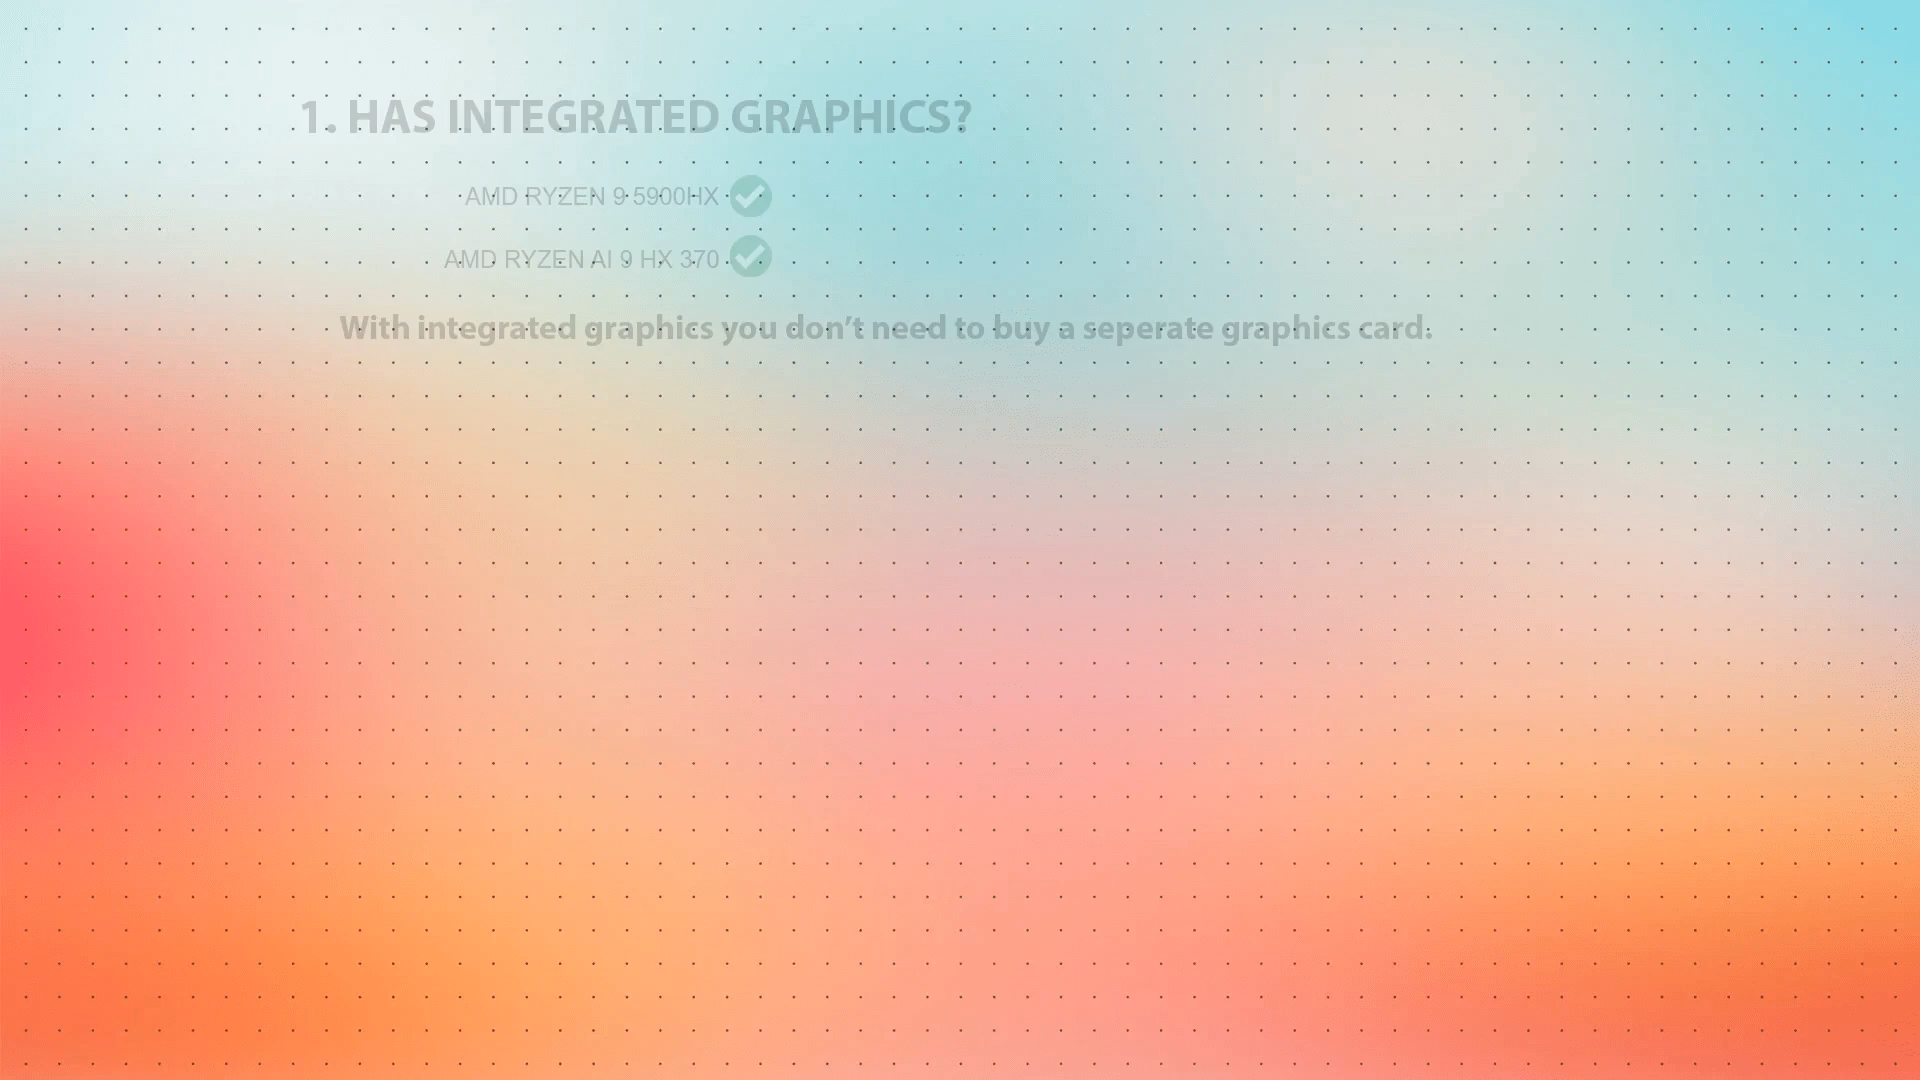 1. HAS INTEGRATED GRAPHICS?
AMD RYZEN 9 5900HX
AMD RYZEN AI 9 HX 370
With integrated graphics you don’t need to buy a seperate graphics card.